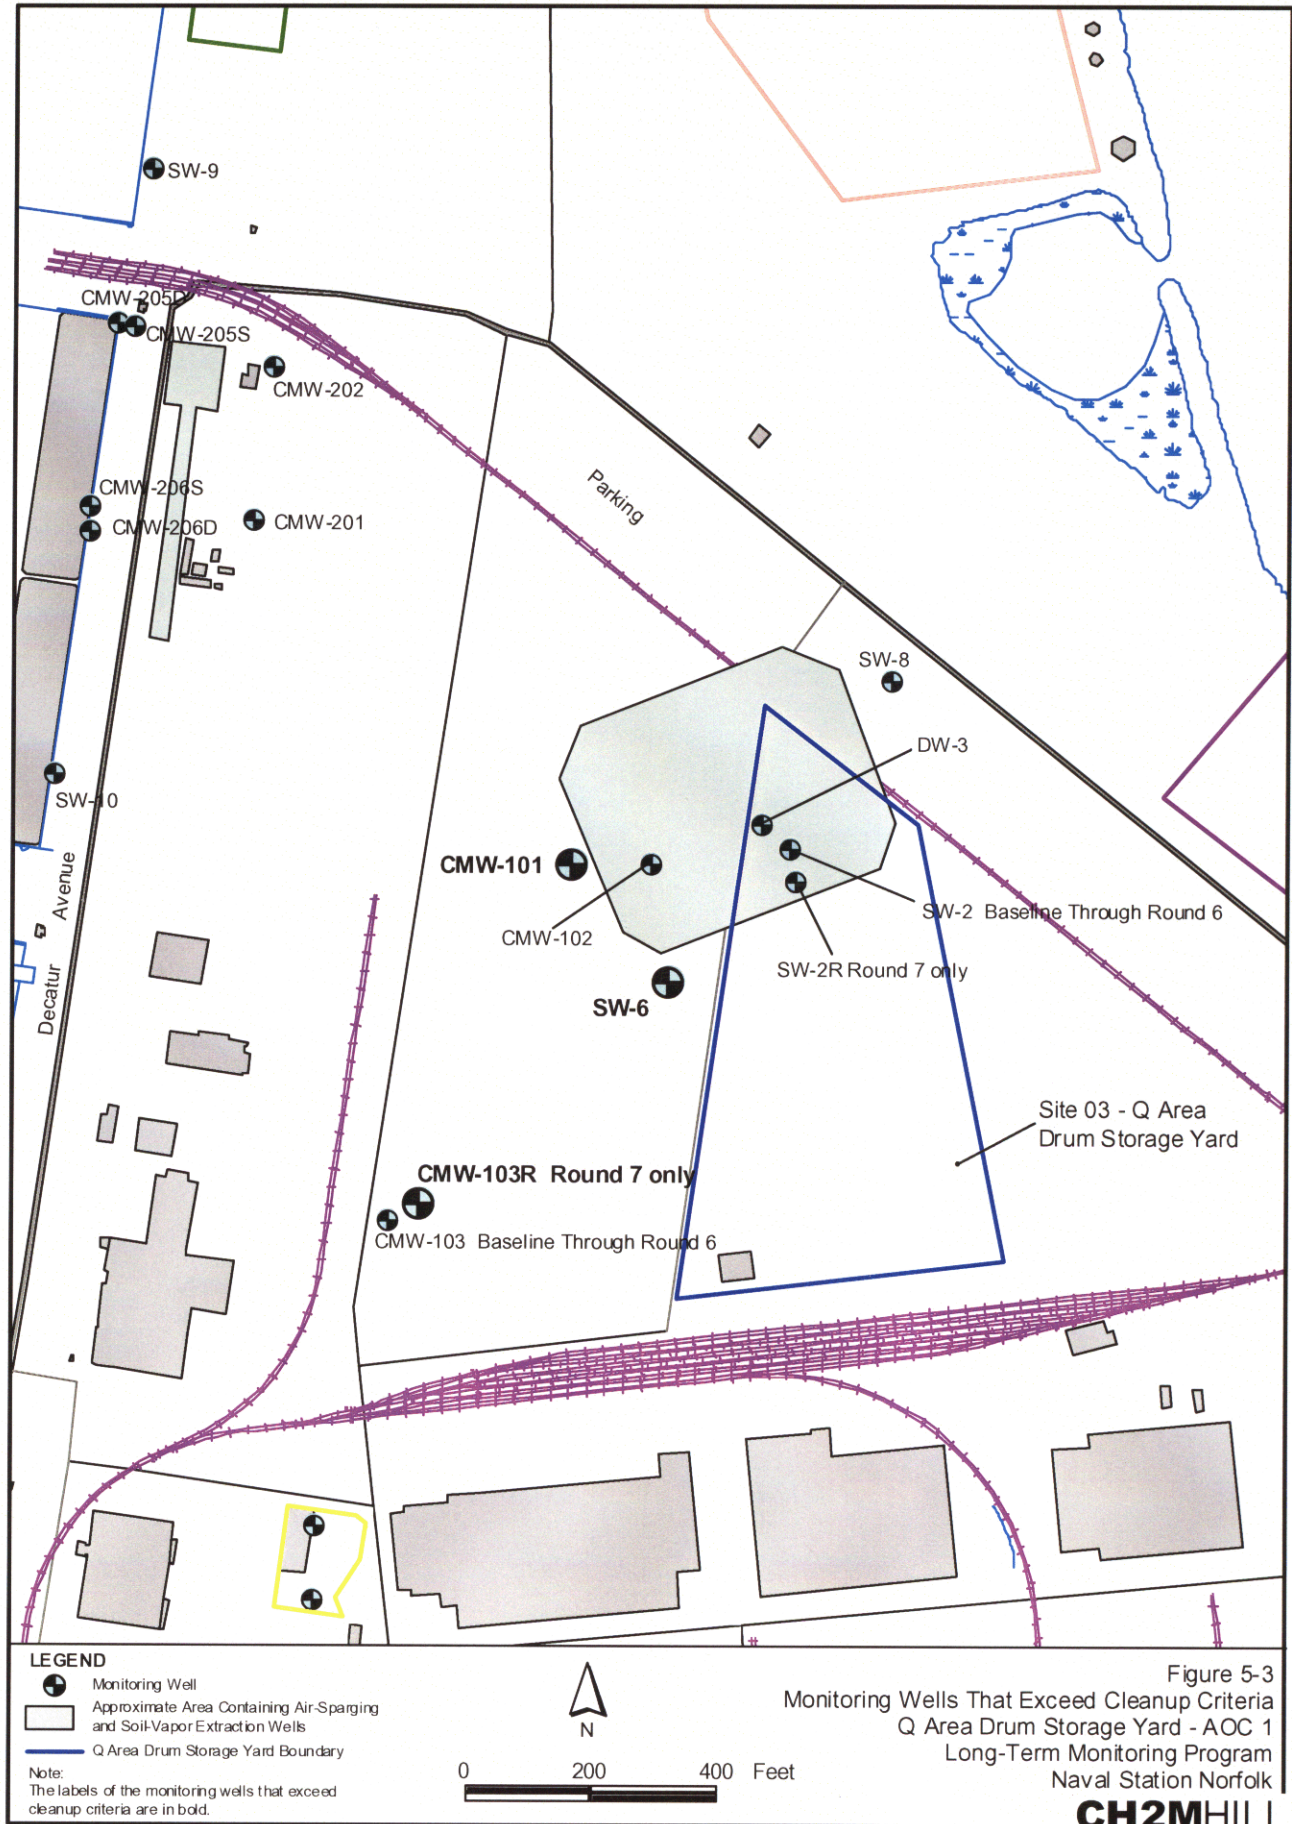 SW-9
CMW-205D
CMW-205S
CMW-202
CMW-206S
CMW-206D
CMW-201
Parking
SW-8
DW-3
SW-10
CMW-101
CMW-102
SW-2 Baseline Through Round 6
SW-2R Round 7 only
SW-6
Decatur Avenue
Site 03 - Q Area
Drum Storage Yard
CMW-103R Round 7 only
CMW-103 Baseline Through Round 6
LEGEND
Monitoring Well
Approximate Area Containing Air-Sparging
and Soil-Vapor Extraction Wells
Q Area Drum Storage Yard Boundary
Note:
The labels of the monitoring wells that exceed
cleanup criteria are in bold.
N
0 200 400 Feet
Figure 5-3
Monitoring Wells That Exceed Cleanup Criteria
Q Area Drum Storage Yard - AOC 1
Long-Term Monitoring Program
Naval Station Norfolk
CH2MHILL